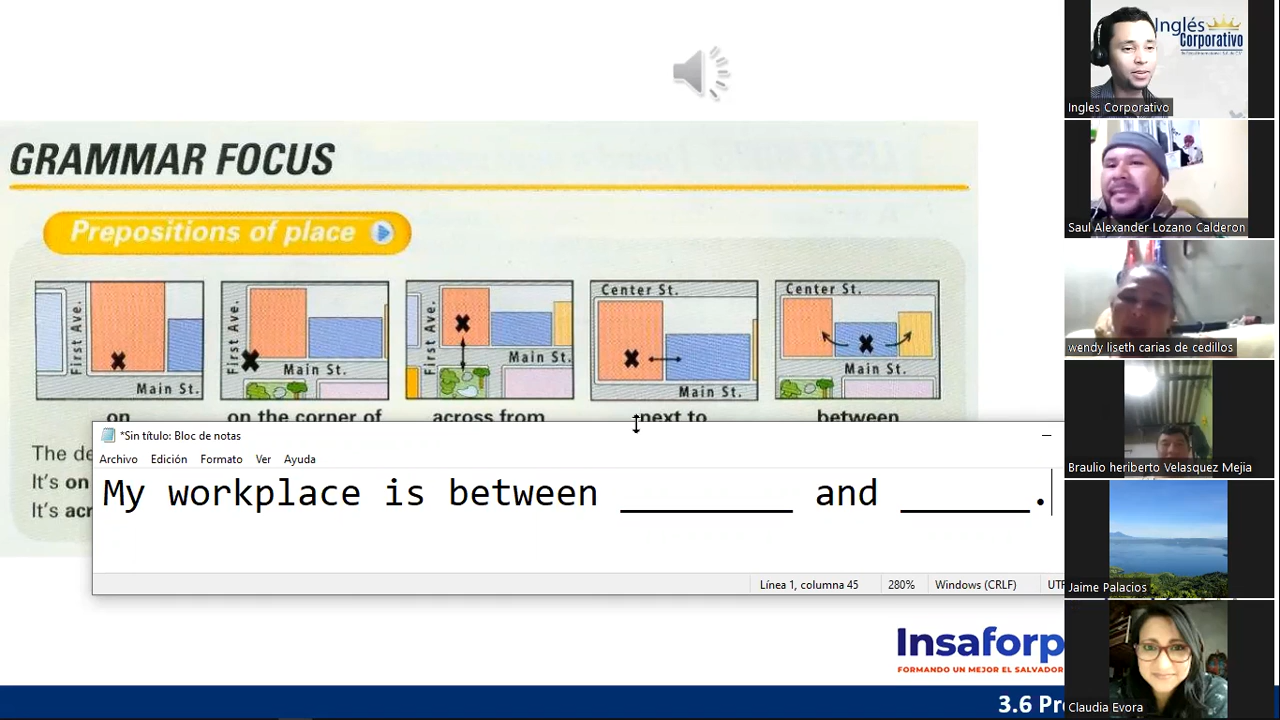 GRAMMAR FOCUS
Prepositions of place
First Ave.
Main St.
First Ave.
Main St.
First Ave.
Main St.
Center St.
Main St.
Center St.
Main St.
on
on the corner of
across from
next to
between
The de
It's on
It's acr
*Sin título: Bloc de notas
Archivo Edición Formato Ver Ayuda
My workplace is between ________ and ______.
Línea 1, columna 45 280% Windows (CRLF) UTF
Insaforp
FORMANDO UN MEJOR EL SALVADOR
3.6 Pr
Inglés
Corporativo
Ingles Corporativo
Saul Alexander Lozano Calderon
wendy liseth carias de cedillos
Braulio heriberto Velasquez Mejia
Jaime Palacios
Claudia Evora